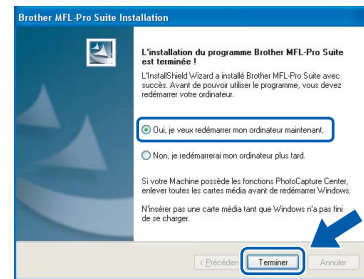 Brother MFL-Pro Suite Installation
L'installation du programme Brother MFL-Pro Suite
est terminée !
L'InstallShield Wizard a installé Brother MFL-Pro Suite avec
succès. Avant de pouvoir utiliser le programme, vous devez
redémarrer votre ordinateur.
Oui, je veux redémarrer mon ordinateur maintenant.
Non, je redémarrerai mon ordinateur plus tard.
Si votre Machine possède les fonctions PhotoCapture Center,
enlever toutes les cartes média avant de redémarrer Windows.
N'insérer pas une carte média tant que Windows n'a pas fini
de se charger.
< Précédent Terminer Annuler